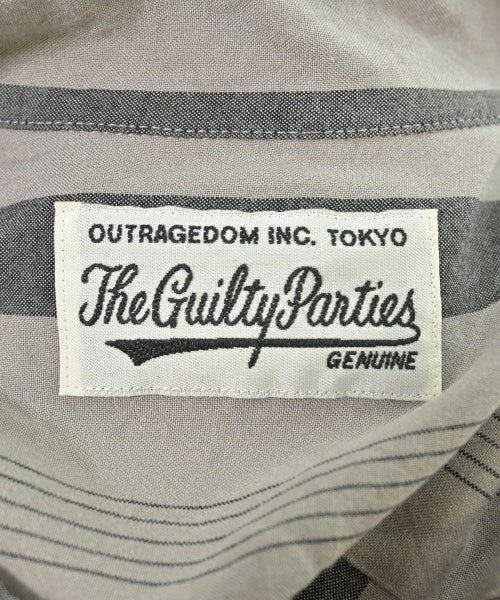 OUTRAGEDOM INC. TOKYO
The Guilty Parties
GENUINE